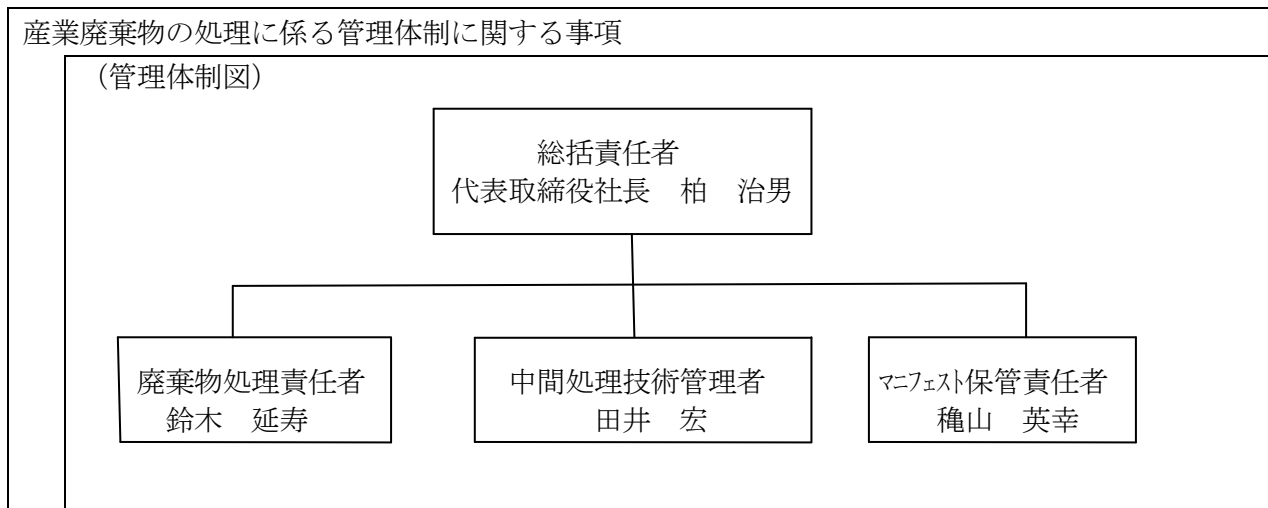 産業廃棄物の処理に係る管理体制に関する事項
（管理体制図）
総括責任者
代表取締役社長　柏　治男
廃棄物処理責任者
鈴木　延寿
中間処理技術管理者
田井　宏
ﾏﾆﾌｪｽﾄ保管責任者
穐山　英幸